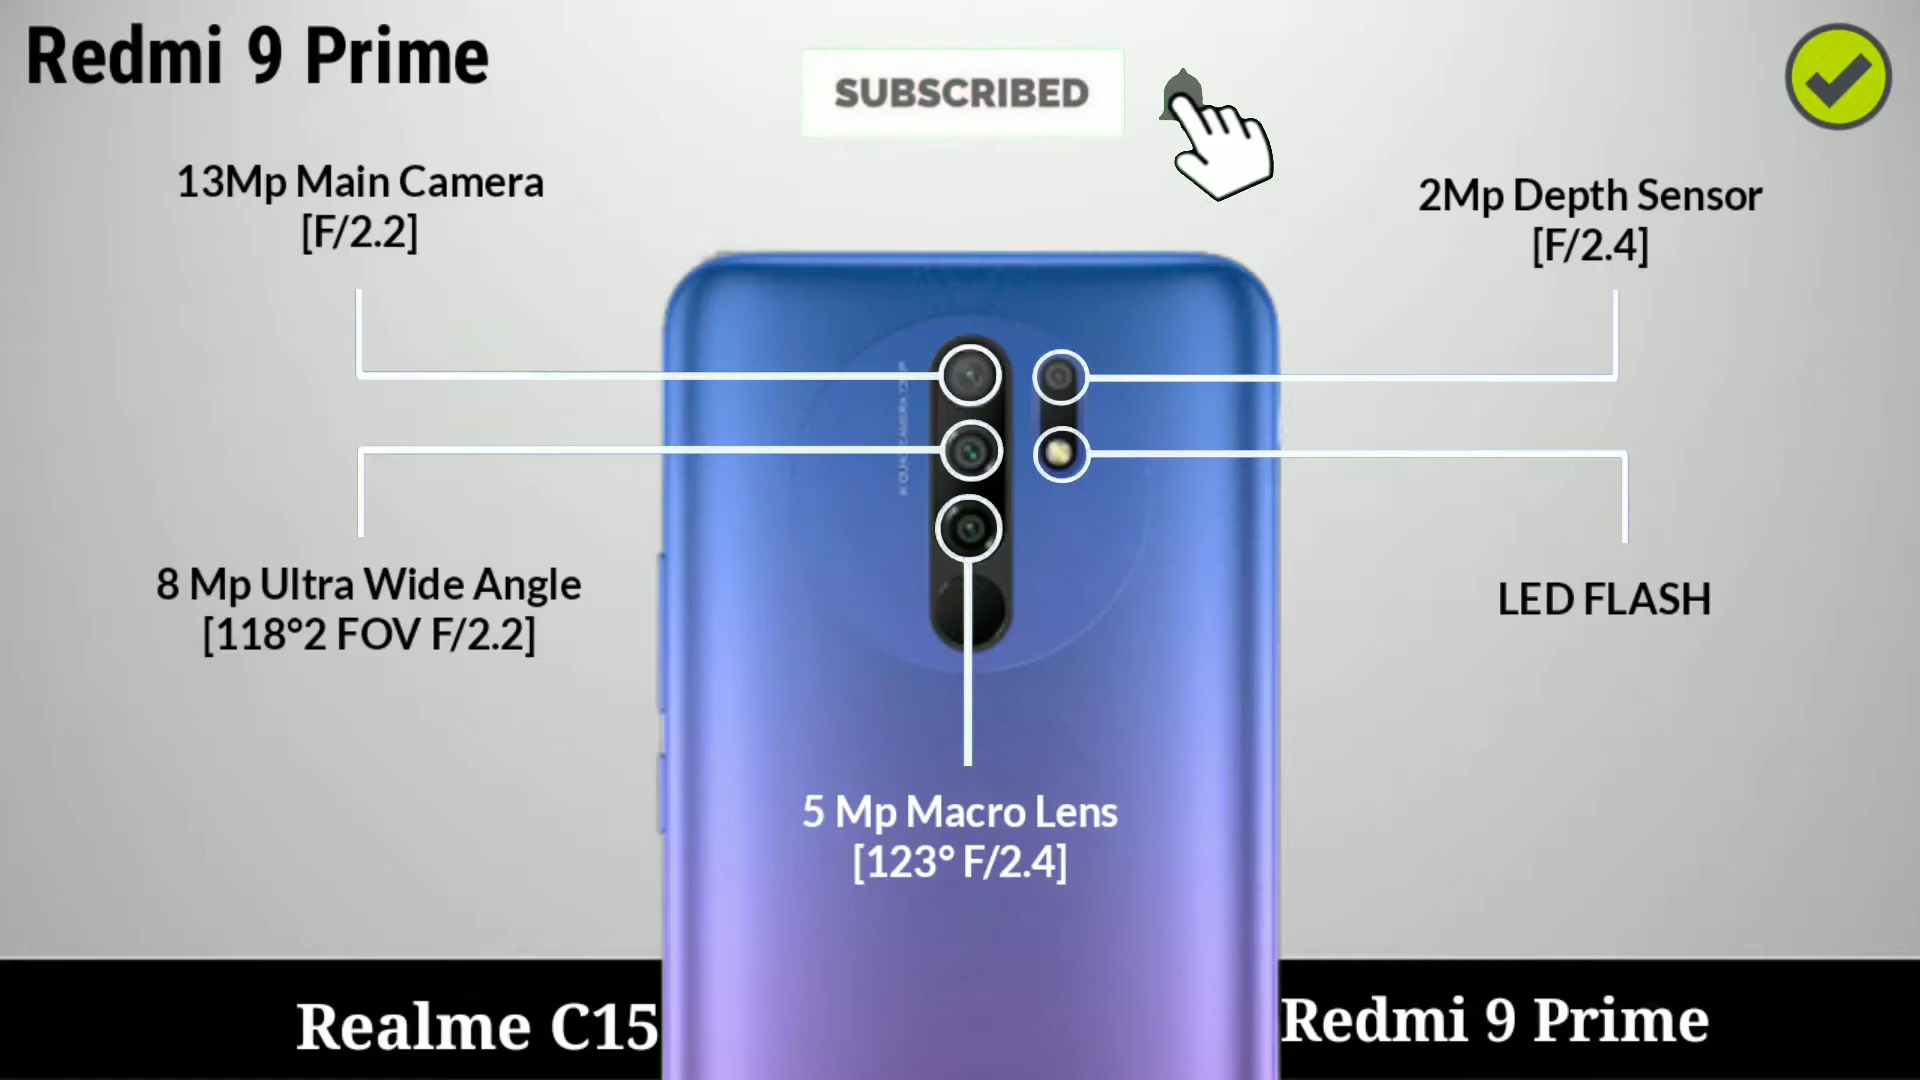 Redmi 9 Prime
SUBSCRIBED
13Mp Main Camera
[F/2.2]
2Mp Depth Sensor
[F/2.4]
8 Mp Ultra Wide Angle
[118°2 FOV F/2.2]
LED FLASH
5 Mp Macro Lens
[123° F/2.4]
Realme C15
Redmi 9 Prime